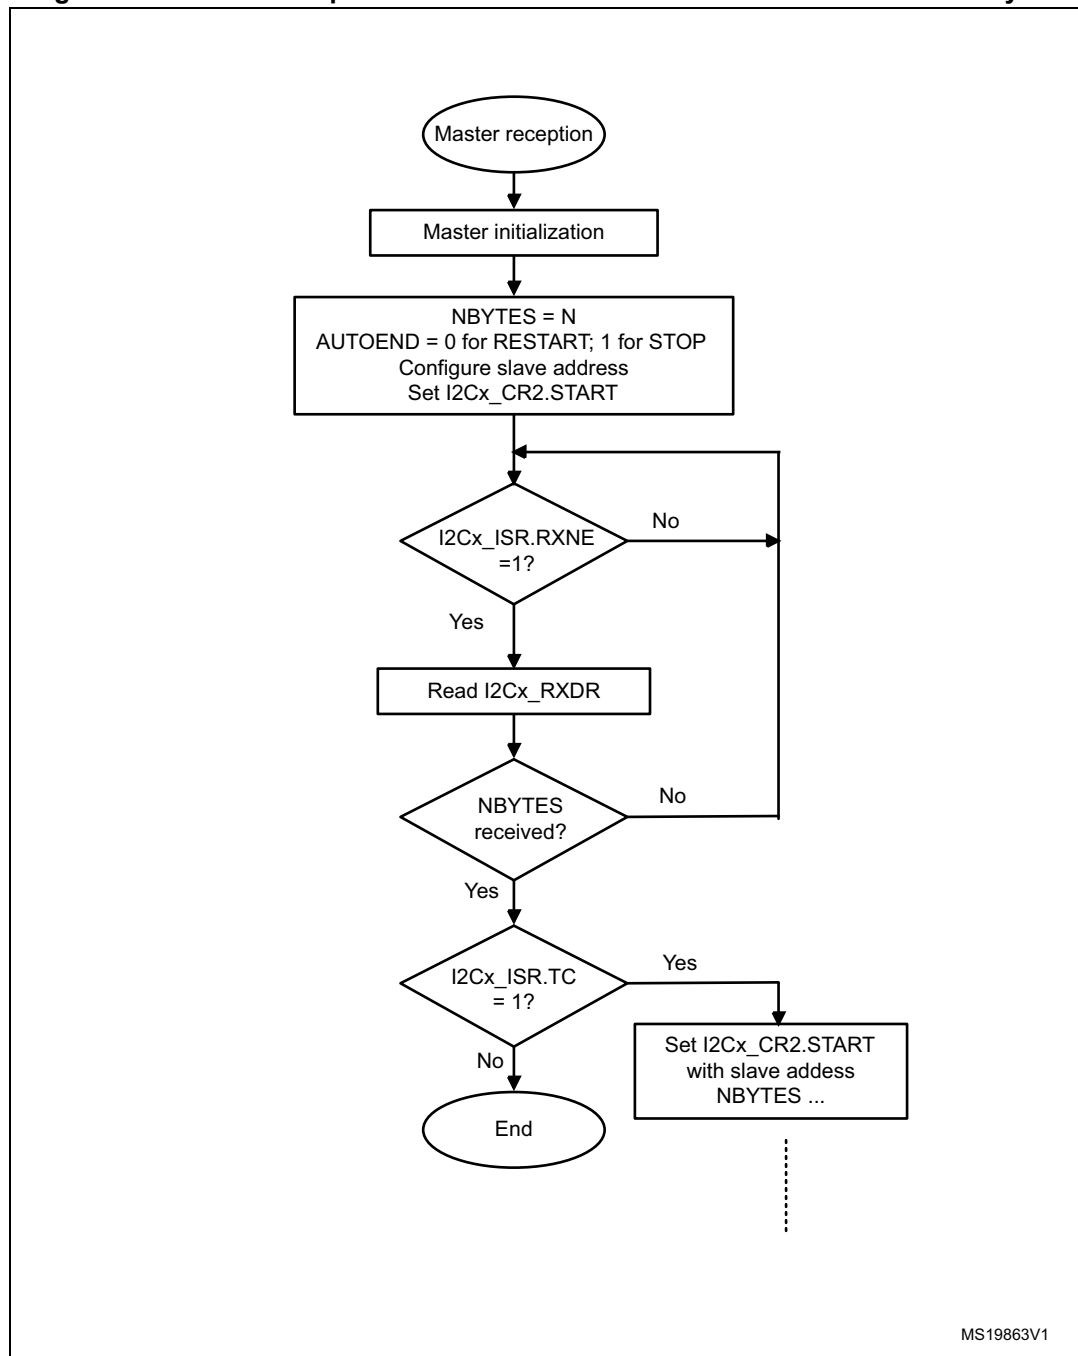 Master reception
Master initialization
NBYTES = N
AUTOEND = 0 for RESTART; 1 for STOP
Configure slave address
Set I2Cx_CR2.START
No
I2Cx_ISR.RXNE
=1?
Yes
Read I2Cx_RXDR
NBYTES
received?
No
Yes
I2Cx_ISR.TC
= 1?
Yes
Set I2Cx_CR2.START
with slave addess
NBYTES ...
No
End
MS19863V1